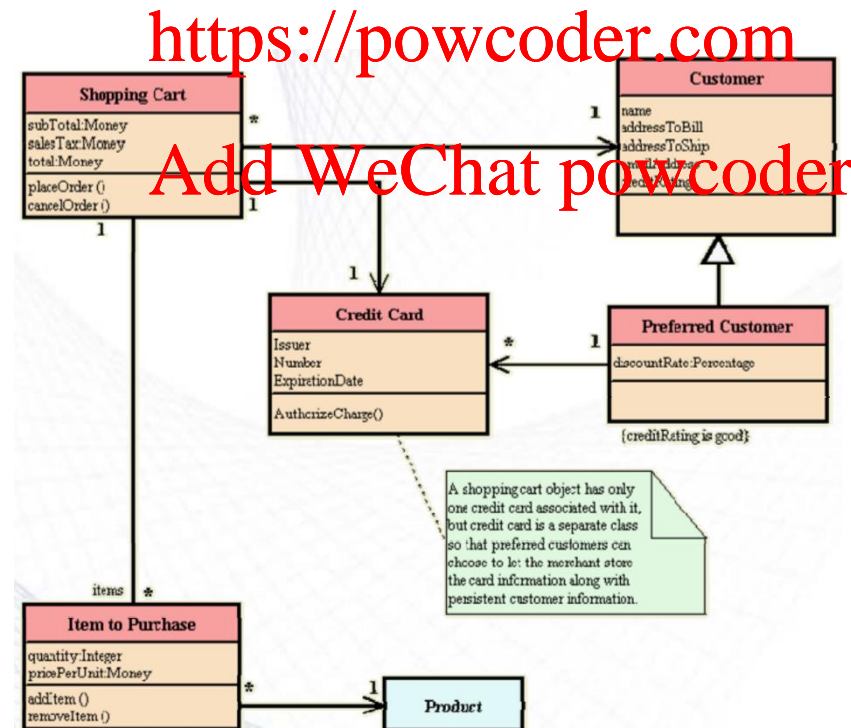 https://powcoder.com
Shopping Cart
subTotal:Money
salesTax:Money
total:Money
placeOrder ()
cancelOrder ()
*
1
Customer
name
addressToBill
addressToShip
Add WeChat powcoder
1
1
1
Credit Card
Issuer
Number
ExpiretionDate
AuthorizeCharge()
*
1
Preferred Customer
discountRate:Percentage
{creditRating is good}
A shopping cart object has only
one credit card associated with it,
but credit card is a separate class
so that preferred customers can
choose to let the merchant store
the card information along with
persistent customer information.
items
*
Item to Purchase
quantity:Integer
pricePerUnit:Money
addItem ()
removeItem ()
*
1
Product